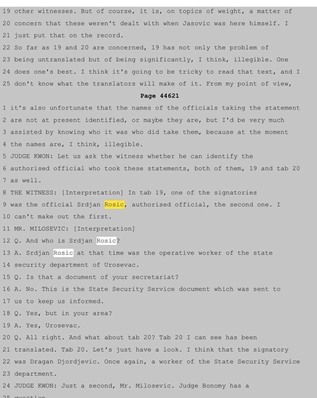 19 other witnesses. But of course, it is, on topics of weight, a matter of
20 concern that these weren't dealt with when Jasovic was here himself. I
21 just put that on the record.
22 So far as 19 and 20 are concerned, 19 has not only the problem of
23 being untranslated but of being significantly, I think, illegible. One
24 does one's best. I think it's going to be tricky to read that text, and I
25 don't know what the translators will make of it. From my point of view,
Page 44621
1 it's also unfortunate that the names of the officials taking the statement
2 are not at present identified, or maybe they are, but I'd be very much
3 assisted by knowing who it was who did take them, because at the moment
4 the names are, I think, illegible.
5 JUDGE KWON: Let us ask the witness whether he can identify the
6 authorised official who took these statements, both of them, 19 and tab 20
7 as well.
8 THE WITNESS: [Interpretation] In tab 19, one of the signatories
9 was the official Srdjan Rosic, authorised official, the second one. I
10 can't make out the first.
11 MR. MILOSEVIC: [Interpretation]
12 Q. And who is Srdjan Rosic?
13 A. Srdjan Rosic at that time was the operative worker of the state
14 security department of Urosevac.
15 Q. Is that a document of your secretariat?
16 A. No. This is the State Security Service document which was sent to
17 us to keep us informed.
18 Q. Yes, but in your area?
19 A. Yes, Urosevac.
20 Q. All right. And what about tab 20? Tab 20 I can see has been
21 translated. Tab 20. Let's just have a look. I think that the signatory
22 was Dragan Djordjevic. Once again, a worker of the State Security Service
23 department.
24 JUDGE KWON: Just a second, Mr. Milosevic. Judge Bonomy has a
25 question.